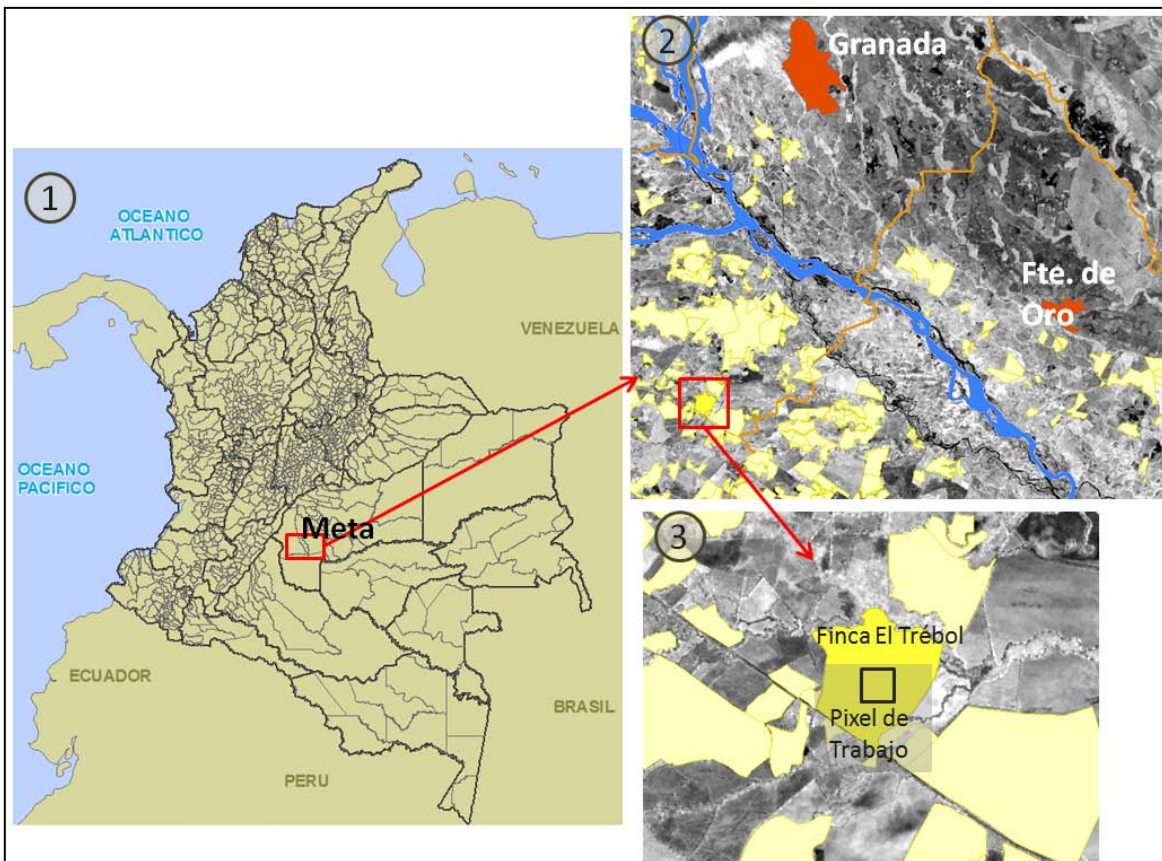 1
OCEANO
ATLANTICO
VENEZUELA
OCEANO
PACIFICO
Meta
ECUADOR
BRASIL
PERU
2
Granada
Fte. de
Oro
3
Finca El Trébol
Pixel de
Trabajo